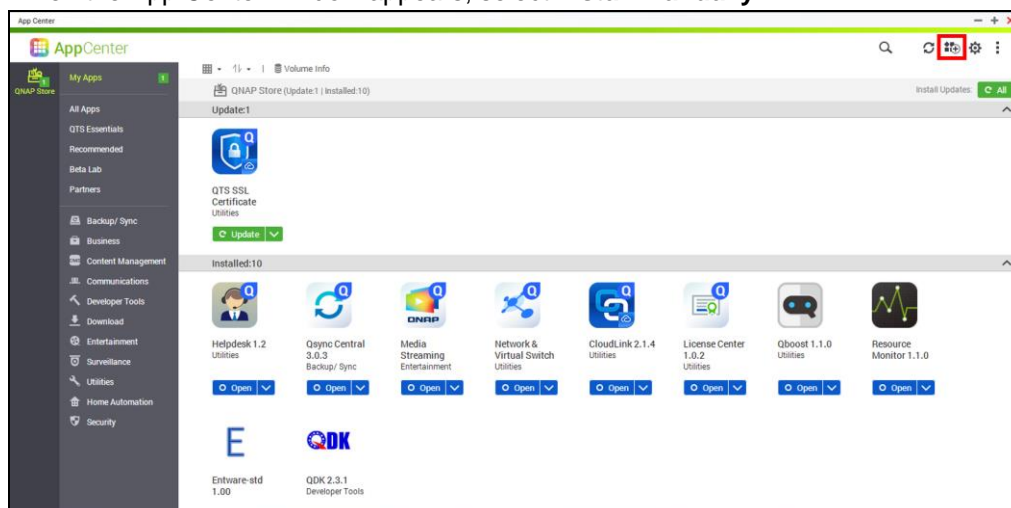 App Center
AppCenter
QNAP Store
1
My Apps 1
All Apps
QTS Essentials
Recommended
Beta Lab
Partners
Backup/ Sync
Business
Content Management
Communications
Developer Tools
Download
Entertainment
Surveillance
Utilities
Home Automation
Security
Volume Info
QNAP Store (Update:1 | Installed:10)
Install Updates: All
Update:1
QTS SSL
Certificate
Utilities
Update
Installed:10
Helpdesk 1.2
Utilities
Open
Qsync Central
3.0.3
Backup/ Sync
Open
QNAP
Media
Streaming
Entertainment
Open
Network &
Virtual Switch
Utilities
Open
CloudLink 2.1.4
Utilities
Open
License Center
1.0.2
Utilities
Open
Qboost 1.1.0
Utilities
Open
Resource
Monitor 1.1.0
Open
E
Entware-std
1.00
QDK
QDK 2.3.1
Developer Tools